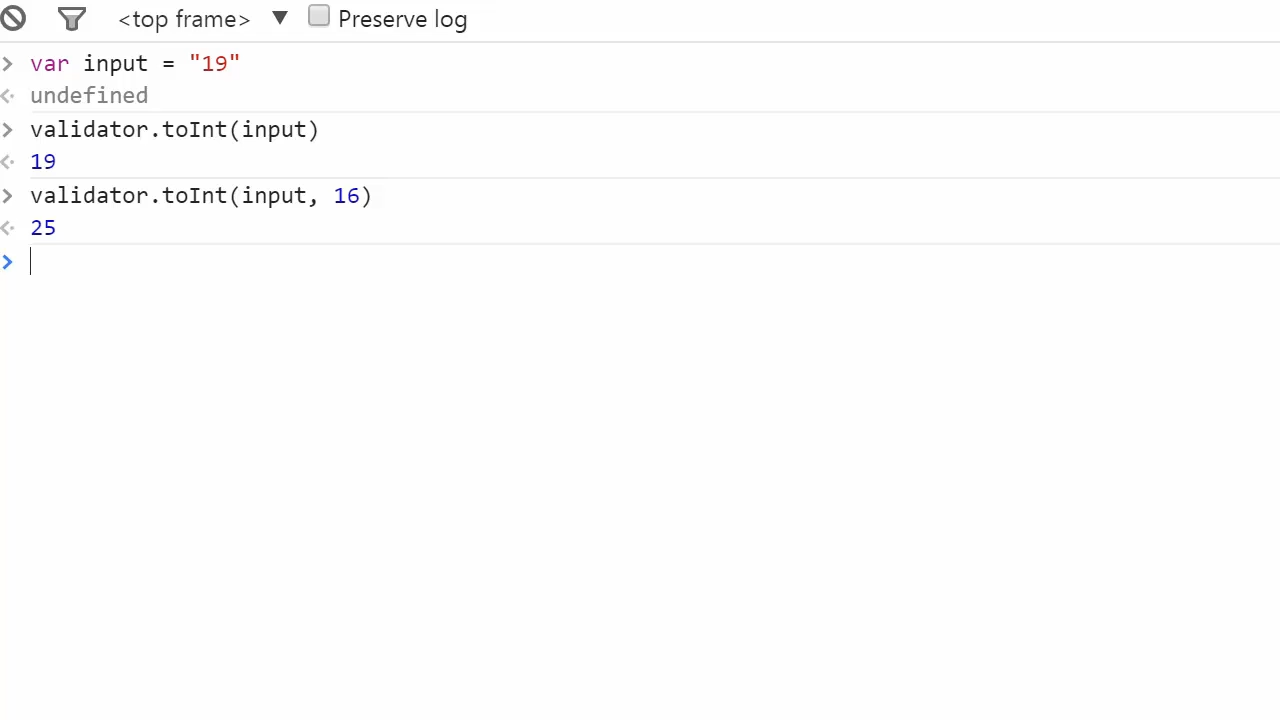 <top frame> ▼ Preserve log
> var input = "19"
undefined
> validator.toInt(input)
19
> validator.toInt(input, 16)
25
>